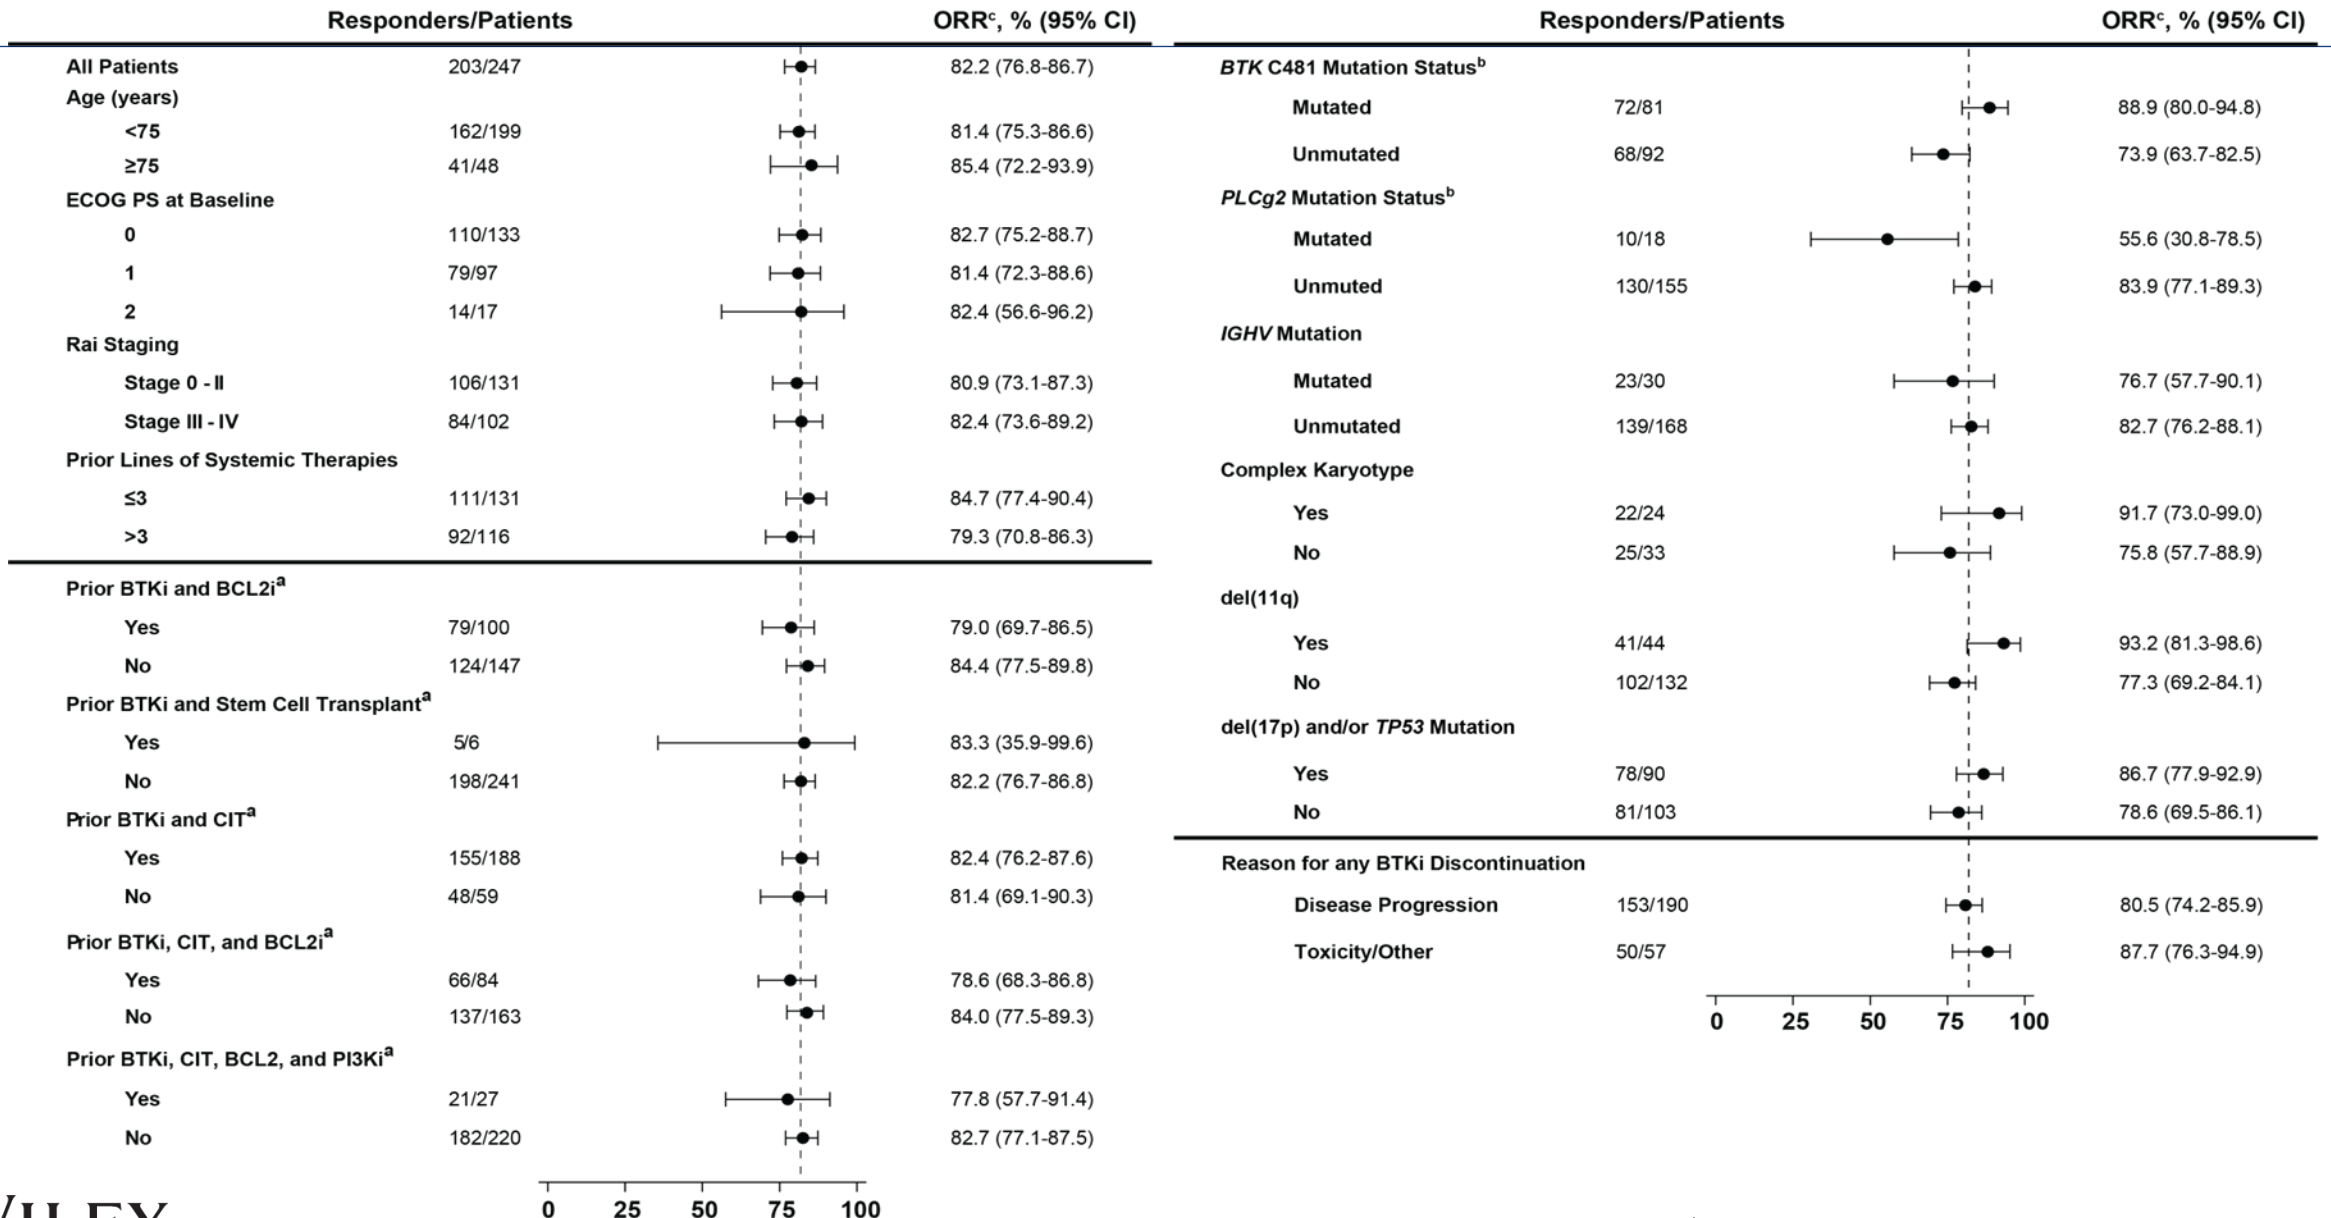 Responders/Patients ORRᶜ, % (95% CI)
All Patients 203/247 82.2 (76.8-86.7)
Age (years)
<75 162/199 81.4 (75.3-86.6)
≥75 41/48 85.4 (72.2-93.9)
ECOG PS at Baseline
0 110/133 82.7 (75.2-88.7)
1 79/97 81.4 (72.3-88.6)
2 14/17 82.4 (56.6-96.2)
Rai Staging
Stage 0 - II 106/131 80.9 (73.1-87.3)
Stage III - IV 84/102 82.4 (73.6-89.2)
Prior Lines of Systemic Therapies
≤3 111/131 84.7 (77.4-90.4)
>3 92/116 79.3 (70.8-86.3)
Prior BTKi and BCL2iᵃ
Yes 79/100 79.0 (69.7-86.5)
No 124/147 84.4 (77.5-89.8)
Prior BTKi and Stem Cell Transplantᵃ
Yes 5/6 83.3 (35.9-99.6)
No 198/241 82.2 (76.7-86.8)
Prior BTKi and CITᵃ
Yes 155/188 82.4 (76.2-87.6)
No 48/59 81.4 (69.1-90.3)
Prior BTKi, CIT, and BCL2iᵃ
Yes 66/84 78.6 (68.3-86.8)
No 137/163 84.0 (77.5-89.3)
Prior BTKi, CIT, BCL2, and PI3Kiᵃ
Yes 21/27 77.8 (57.7-91.4)
No 182/220 82.7 (77.1-87.5)
0 25 50 75 100
Responders/Patients ORRᶜ, % (95% CI)
BTK C481 Mutation Statusᵇ
Mutated 72/81 88.9 (80.0-94.8)
Unmutated 68/92 73.9 (63.7-82.5)
PLCg2 Mutation Statusᵇ
Mutated 10/18 55.6 (30.8-78.5)
Unmuted 130/155 83.9 (77.1-89.3)
IGHV Mutation
Mutated 23/30 76.7 (57.7-90.1)
Unmutated 139/168 82.7 (76.2-88.1)
Complex Karyotype
Yes 22/24 91.7 (73.0-99.0)
No 25/33 75.8 (57.7-88.9)
del(11q)
Yes 41/44 93.2 (81.3-98.6)
No 102/132 77.3 (69.2-84.1)
del(17p) and/or TP53 Mutation
Yes 78/90 86.7 (77.9-92.9)
No 81/103 78.6 (69.5-86.1)
Reason for any BTKi Discontinuation
Disease Progression 153/190 80.5 (74.2-85.9)
Toxicity/Other 50/57 87.7 (76.3-94.9)
0 25 50 75 100